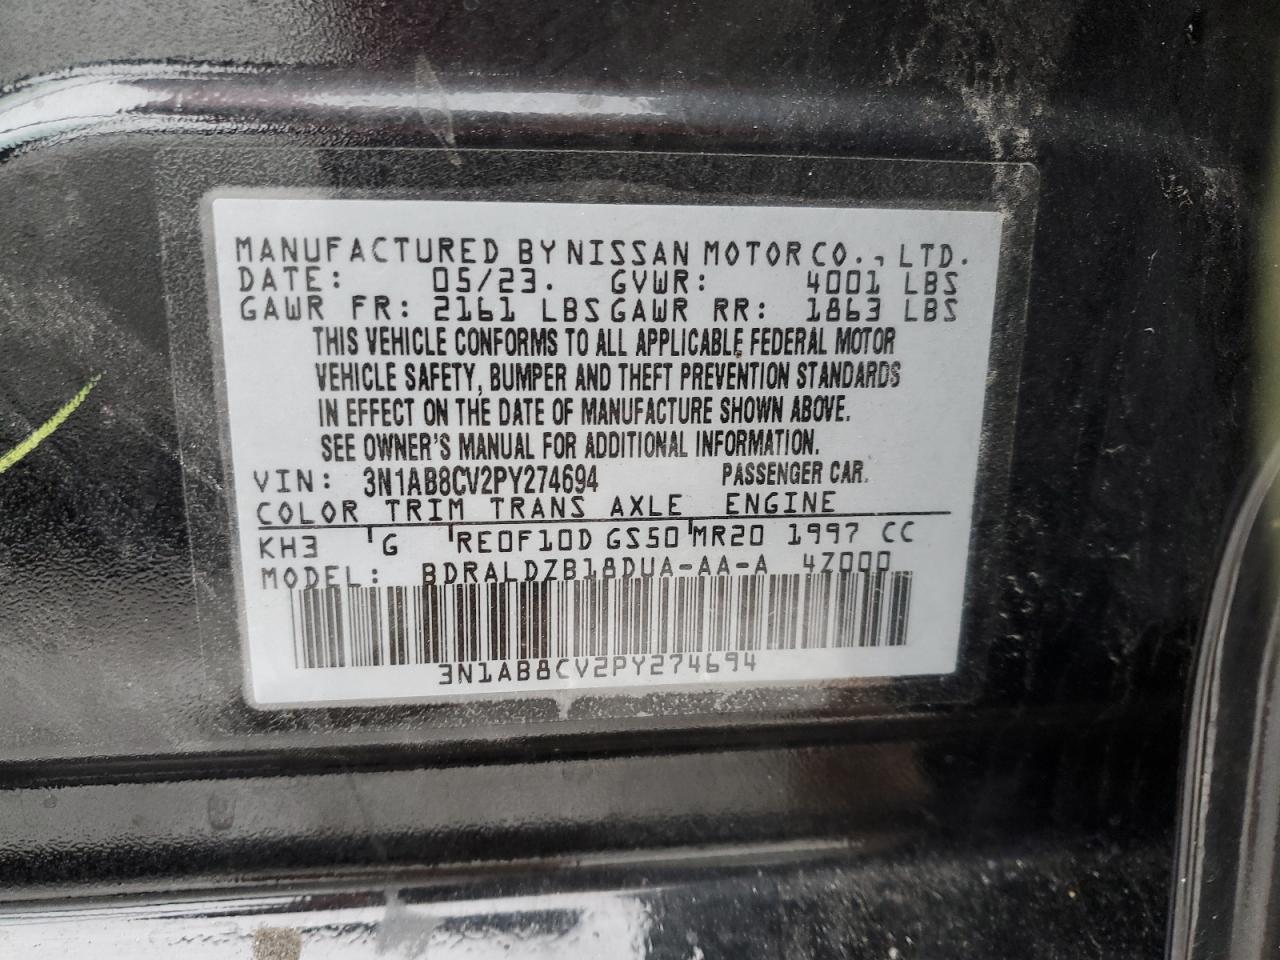 MANUFACTURED BY NISSAN MOTOR CO., LTD.
DATE: 05/23. GVWR: 4001 LBS
GAWR FR: 2161 LBS GAWR RR: 1863 LBS
THIS VEHICLE CONFORMS TO ALL APPLICABLE FEDERAL MOTOR
VEHICLE SAFETY, BUMPER AND THEFT PREVENTION STANDARDS
IN EFFECT ON THE DATE OF MANUFACTURE SHOWN ABOVE.
SEE OWNER'S MANUAL FOR ADDITIONAL INFORMATION.
VIN: 3N1AB8CV2PY274694 PASSENGER CAR.
COLOR TRIM TRANS AXLE ENGINE
KH3 G RE0F10D GS50 MR20 1997 CC
MODEL: BDRALDZB18DUA-AA-A 4Z000
3N1AB8CV2PY274694